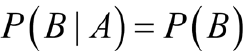 P(B | A) = P(B)